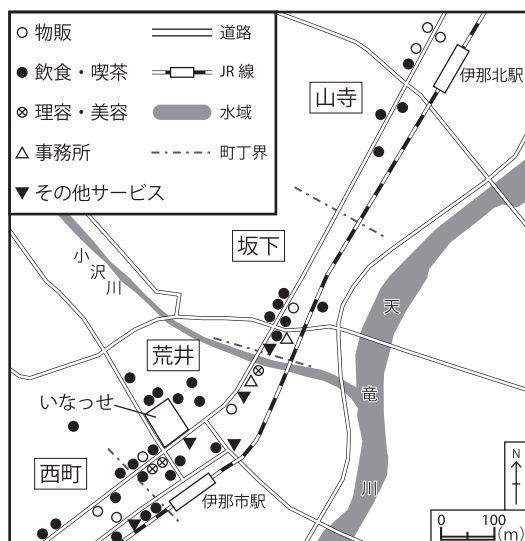 物販
飲食・喫茶
理容・美容
事務所
その他サービス
道路
JR線
水域
町丁界
伊那北駅
山寺
坂下
小沢川
天竜川
荒井
いなっせ
西町
伊那市駅
N
0 100(m)